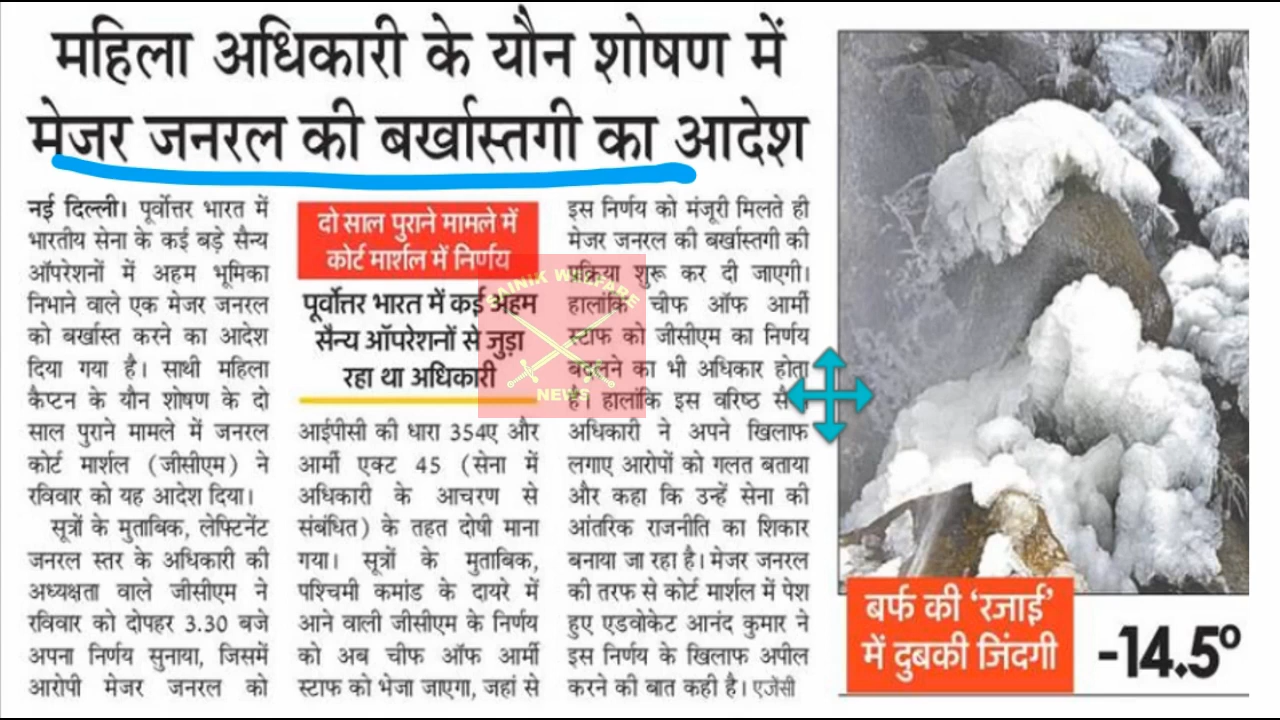 महिला अधिकारी के यौन शोषण में
मेजर जनरल की बर्खास्तगी का आदेश
नई दिल्ली। पूर्वोत्तर भारत में
भारतीय सेना के कई बड़े सैन्य
ऑपरेशनों में अहम भूमिका
निभाने वाले एक मेजर जनरल
को बर्खास्त करने का आदेश
दिया गया है। साथी महिला
कैप्टन के यौन शोषण के दो
साल पुराने मामले में जनरल
कोर्ट मार्शल (जीसीएम) ने
रविवार को यह आदेश दिया।
सूत्रों के मुताबिक, लेफ्टिनेंट
जनरल स्तर के अधिकारी की
अध्यक्षता वाले जीसीएम ने
रविवार को दोपहर 3.30 बजे
अपना निर्णय सुनाया, जिसमें
आरोपी मेजर जनरल को
दो साल पुराने मामले में
कोर्ट मार्शल में निर्णय
पूर्वोत्तर भारत में कई अहम
सैन्य ऑपरेशनों से जुड़ा
रहा था अधिकारी
आईपीसी की धारा 354ए और
आर्मी एक्ट 45 (सेना में
अधिकारी के आचरण से
संबंधित) के तहत दोषी माना
गया। सूत्रों के मुताबिक,
पश्चिमी कमांड के दायरे में
आने वाली जीसीएम के निर्णय
को अब चीफ ऑफ आर्मी
स्टाफ को भेजा जाएगा, जहां से
इस निर्णय को मंजूरी मिलते ही
मेजर जनरल की बर्खास्तगी की
प्रक्रिया शुरू कर दी जाएगी।
हालांकि चीफ ऑफ आर्मी
स्टाफ को जीसीएम का निर्णय
बदलने का भी अधिकार होता
है। हालांकि इस वरिष्ठ
अधिकारी ने अपने खिलाफ
लगाए आरोपों को गलत बताया
और कहा कि उन्हें सेना की
आंतरिक राजनीति का शिकार
बनाया जा रहा है। मेजर जनरल
की तरफ से कोर्ट मार्शल में पेश
हुए एडवोकेट आनंद कुमार ने
इस निर्णय के खिलाफ अपील
करने की बात कही है। एजेंसी
SAINIK WELFARE
NEWS
बर्फ की ‘रजाई’
में दुबकी जिंदगी
-14.5º